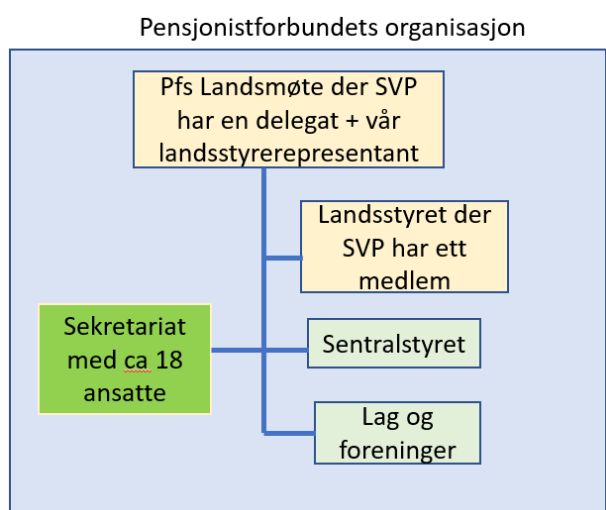 Pensjonistforbundets organisasjon
Pfs Landsmøte der SVP
har en delegat + vår
landsstyrerepresentant
Landsstyret der
SVP har ett
medlem
Sekretariat
med ca 18
ansatte
Sentralstyret
Lag og
foreninger